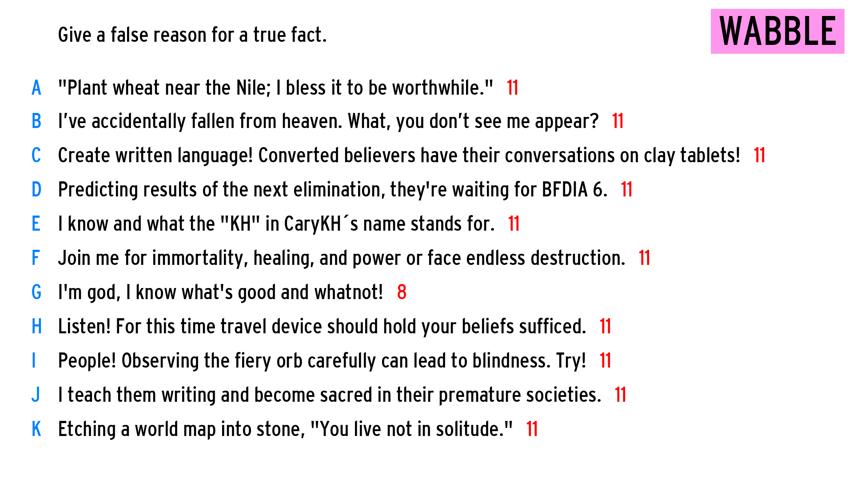 Give a false reason for a true fact.
WABBLE
A "Plant wheat near the Nile; I bless it to be worthwhile." 11
B I've accidentally fallen from heaven. What, you don't see me appear? 11
C Create written language! Converted believers have their conversations on clay tablets! 11
D Predicting results of the next elimination, they're waiting for BFDIA 6. 11
E I know and what the "KH" in CaryKH´s name stands for. 11
F Join me for immortality, healing, and power or face endless destruction. 11
G I'm god, I know what's good and whatnot! 8
H Listen! For this time travel device should hold your beliefs sufficed. 11
I People! Observing the fiery orb carefully can lead to blindness. Try! 11
J I teach them writing and become sacred in their premature societies. 11
K Etching a world map into stone, "You live not in solitude." 11